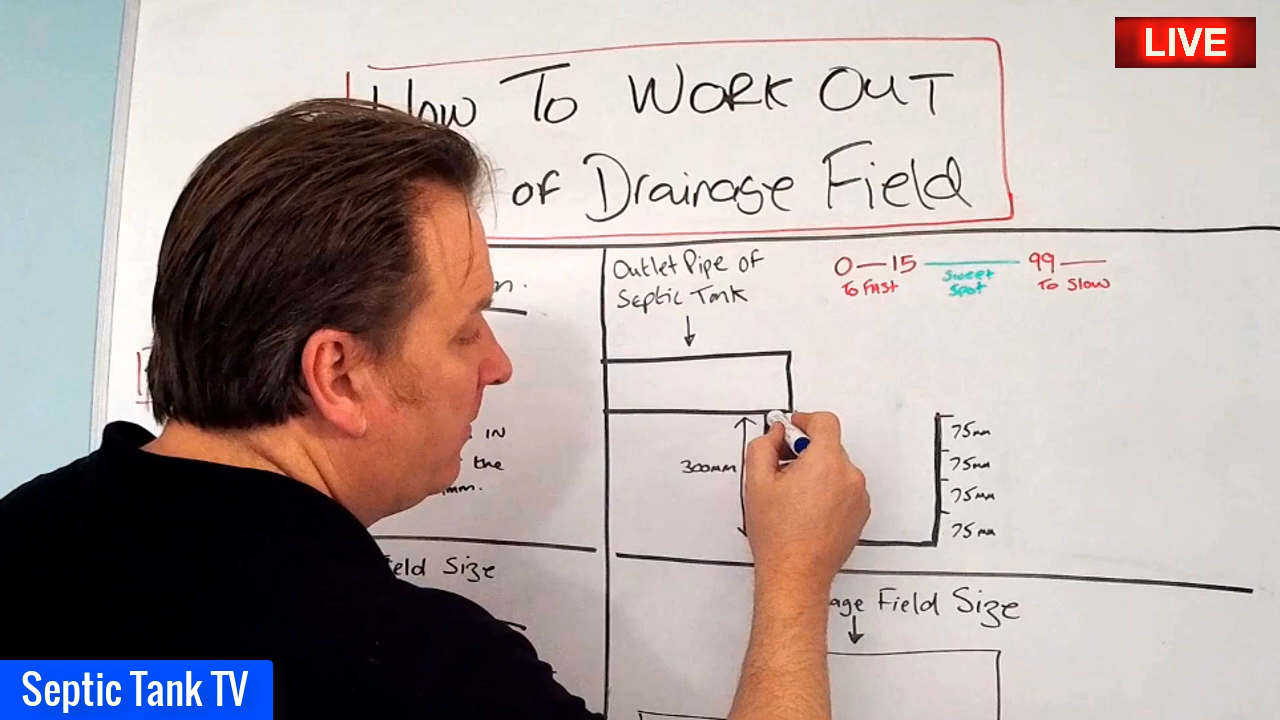 LIVE
How To WORK OUT
of Drainage Field
Outlet Pipe of
Septic Tank
0—15 —— 99——
To FAST Sweet Spot To Slow
75mm
75mm
75mm
75mm
300mm
IN
the
mm.
eld Size
age Field Size
Septic Tank TV